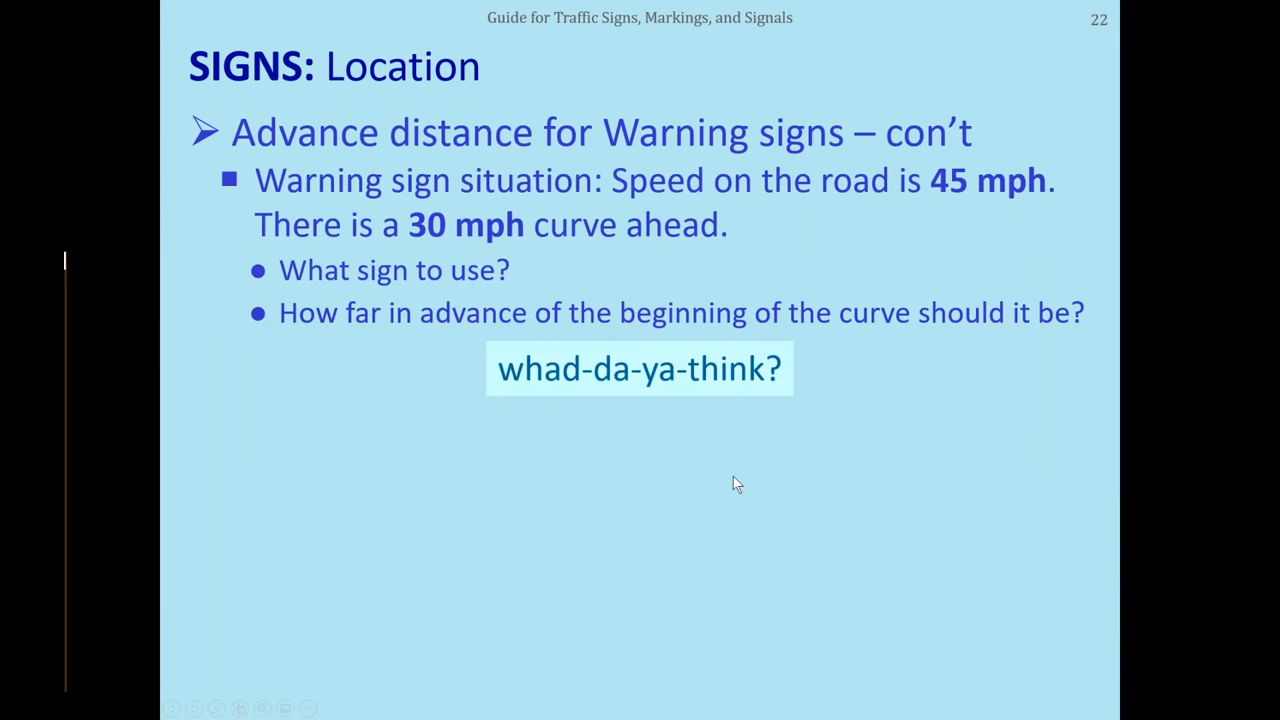 Guide for Traffic Signs, Markings, and Signals
22
SIGNS: Location
Advance distance for Warning signs – con’t
Warning sign situation: Speed on the road is 45 mph.
There is a 30 mph curve ahead.
What sign to use?
How far in advance of the beginning of the curve should it be?
whad-da-ya-think?